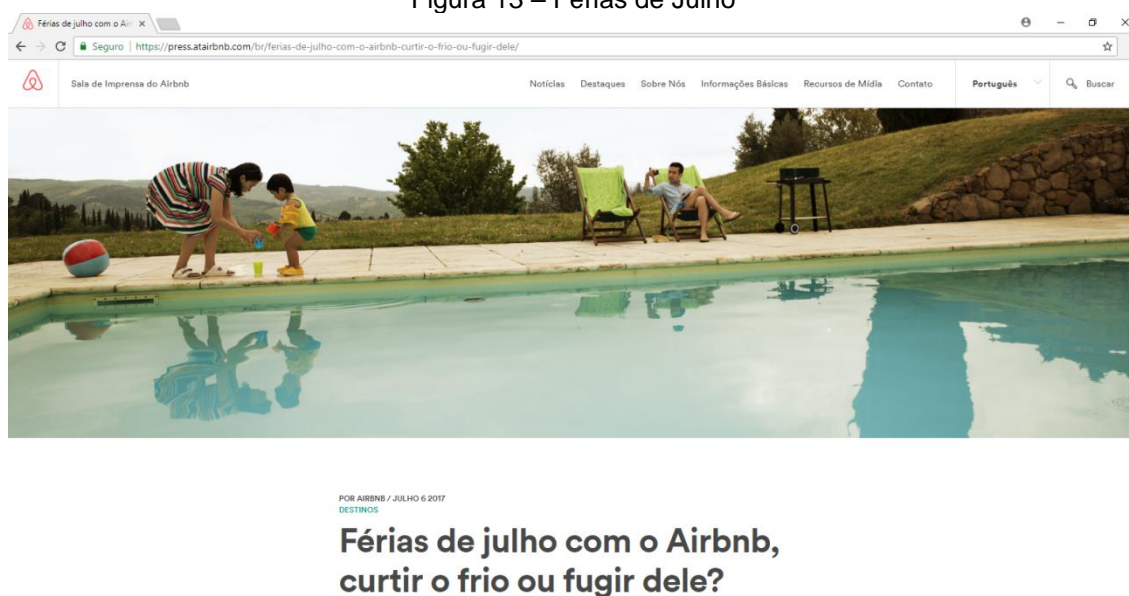 Figura 13 – Férias de Julho
Férias de julho com o Air
Seguro | https://press.atairbnb.com/br/ferias-de-julho-com-o-airbnb-curtir-o-frio-ou-fugir-dele/
Sala de Imprensa do Airbnb Notícias Destaques Sobre Nós Informações Básicas Recursos de Mídia Contato Português Buscar
POR AIRBNB / JULHO 6 2017
DESTINOS
Férias de julho com o Airbnb,
curtir o frio ou fugir dele?